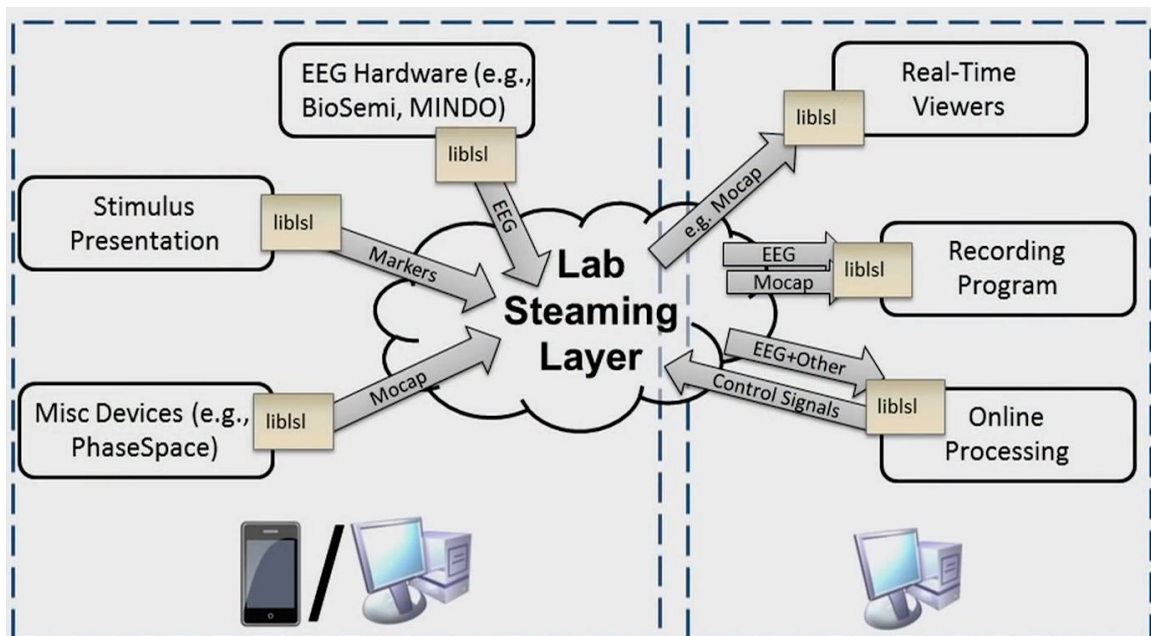 EEG Hardware (e.g.,
BioSemi, MINDO)
liblsl
EEG
Stimulus
Presentation
liblsl
Markers
Misc Devices (e.g.,
PhaseSpace)
liblsl
Mocap
Lab
Steaming
Layer
Real-Time
Viewers
liblsl
e.g. Mocap
EEG
Mocap
liblsl
Recording
Program
EEG+Other
Control Signals
liblsl
Online
Processing